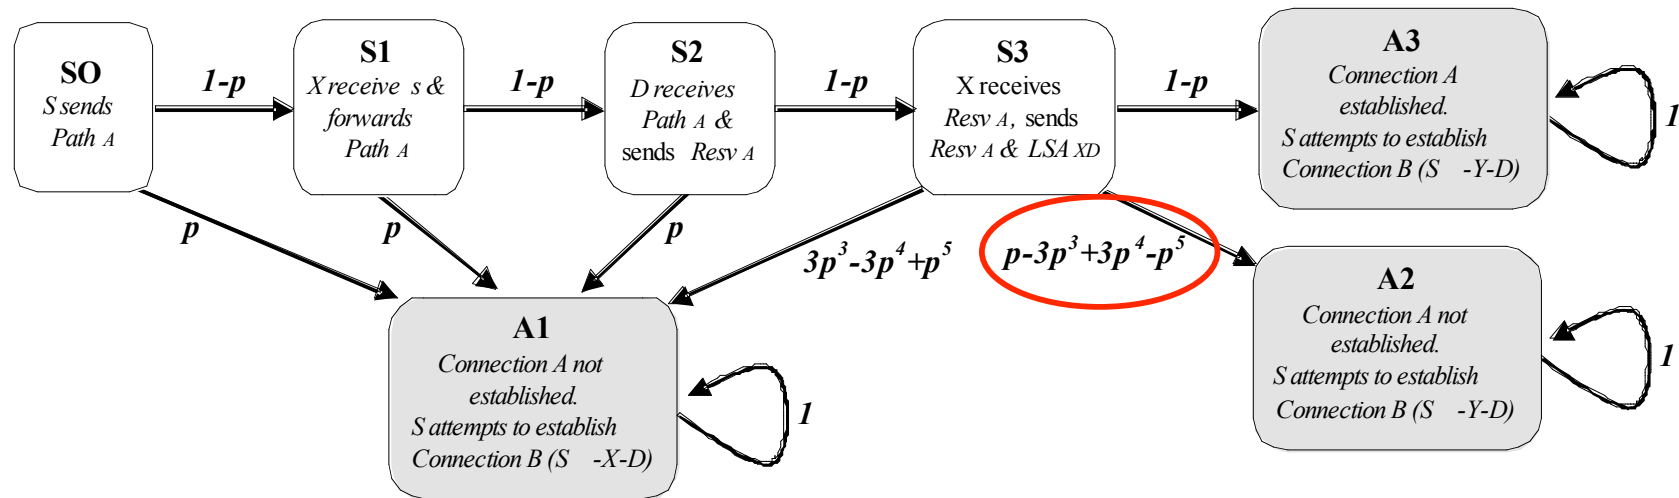 SO
S sends
Path A
1-p
S1
X receive s &
forwards
Path A
1-p
S2
D receives
Path A &
sends Resv A
1-p
S3
X receives
Resv A, sends
Resv A & LSA XD
1-p
A3
Connection A
established.
S attempts to establish
Connection B (S -Y-D)
1
p
p
p
3p³-3p⁴+p⁵
p-3p³+3p⁴-p⁵
A1
Connection A not
established.
S attempts to establish
Connection B (S -X-D)
1
A2
Connection A not
established.
S attempts to establish
Connection B (S -Y-D)
1